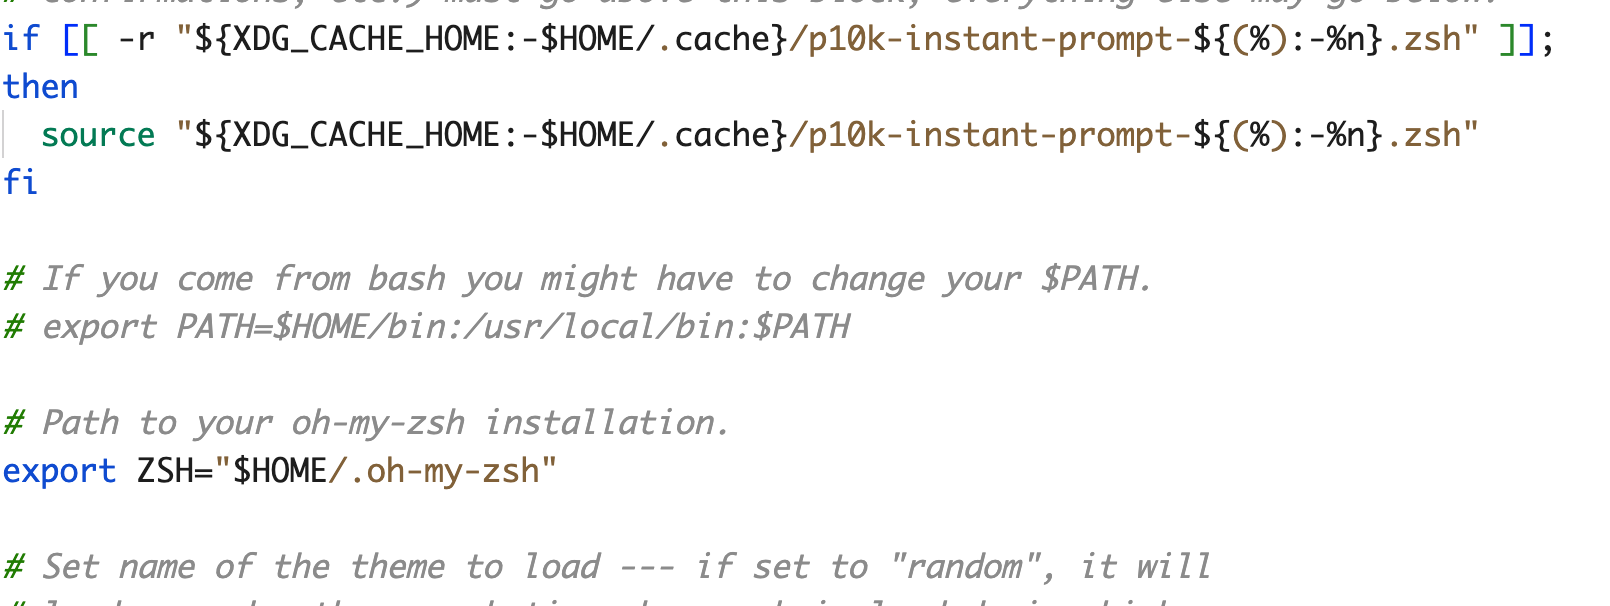 if [[ -r "${XDG_CACHE_HOME:-$HOME/.cache}/p10k-instant-prompt-${(%):-%n}.zsh" ]];
then
  source "${XDG_CACHE_HOME:-$HOME/.cache}/p10k-instant-prompt-${(%):-%n}.zsh"
fi
# If you come from bash you might have to change your $PATH.
# export PATH=$HOME/bin:/usr/local/bin:$PATH
# Path to your oh-my-zsh installation.
export ZSH="$HOME/.oh-my-zsh"
# Set name of the theme to load --- if set to "random", it will